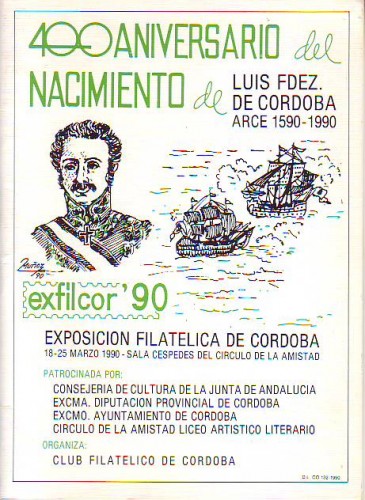 400 ANIVERSARIO del
NACIMIENTO de LUIS FDEZ.
DE CORDOBA
ARCE 1590-1990
Muñoz
90
exfilcor '90
EXPOSICION FILATELICA DE CORDOBA
18-25 MARZO 1990 - SALA CESPEDES DEL CIRCULO DE LA AMISTAD
PATROCINADA POR:
CONSEJERIA DE CULTURA DE LA JUNTA DE ANDALUCIA
EXCMA. DIPUTACION PROVINCIAL DE CORDOBA
EXCMO. AYUNTAMIENTO DE CORDOBA
CIRCULO DE LA AMISTAD LICEO ARTISTICO LITERARIO
ORGANIZA:
CLUB FILATELICO DE CORDOBA